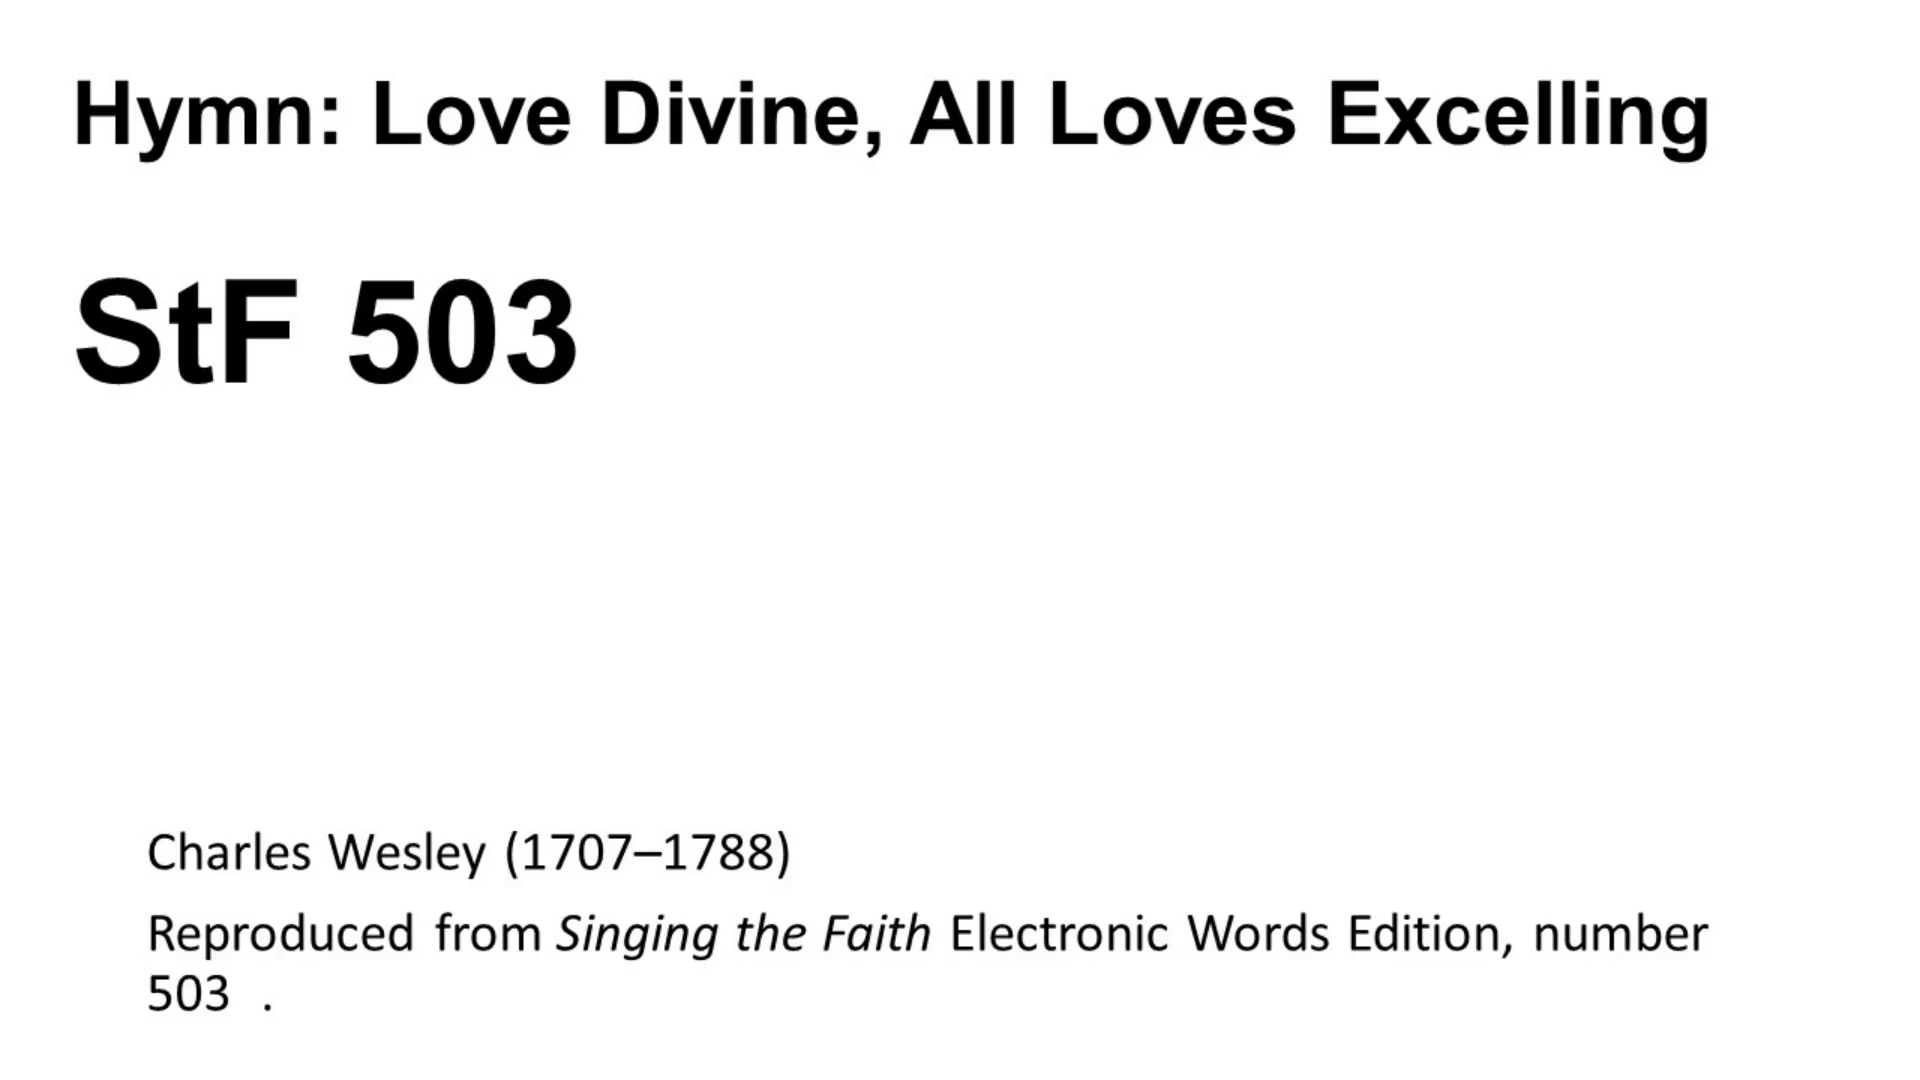 Hymn: Love Divine, All Loves Excelling
StF 503
Charles Wesley (1707–1788)
Reproduced from Singing the Faith Electronic Words Edition, number
503 .